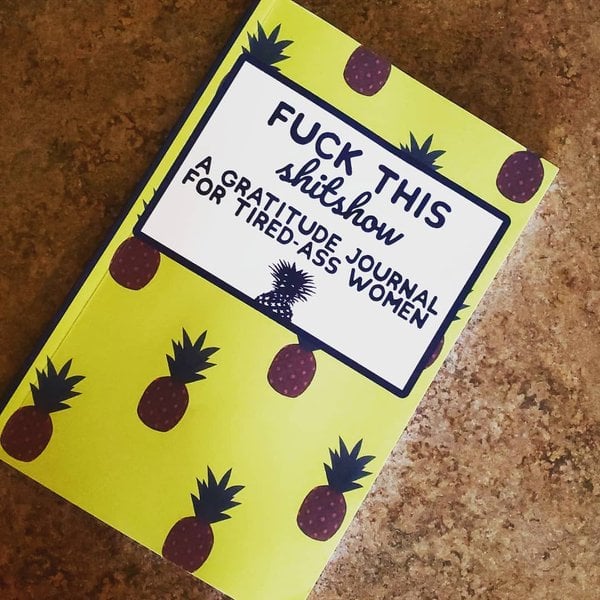 FUCK THIS
shitshow
A GRATITUDE JOURNAL
FOR TIRED-ASS WOMEN